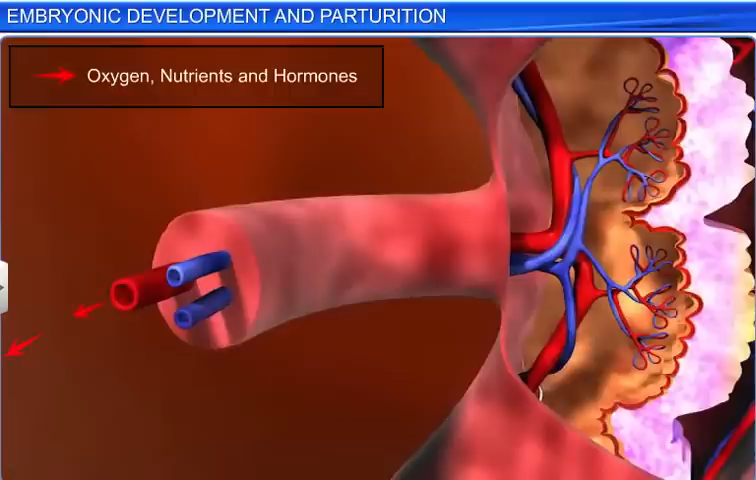 EMBRYONIC DEVELOPMENT AND PARTURITION
Oxygen, Nutrients and Hormones